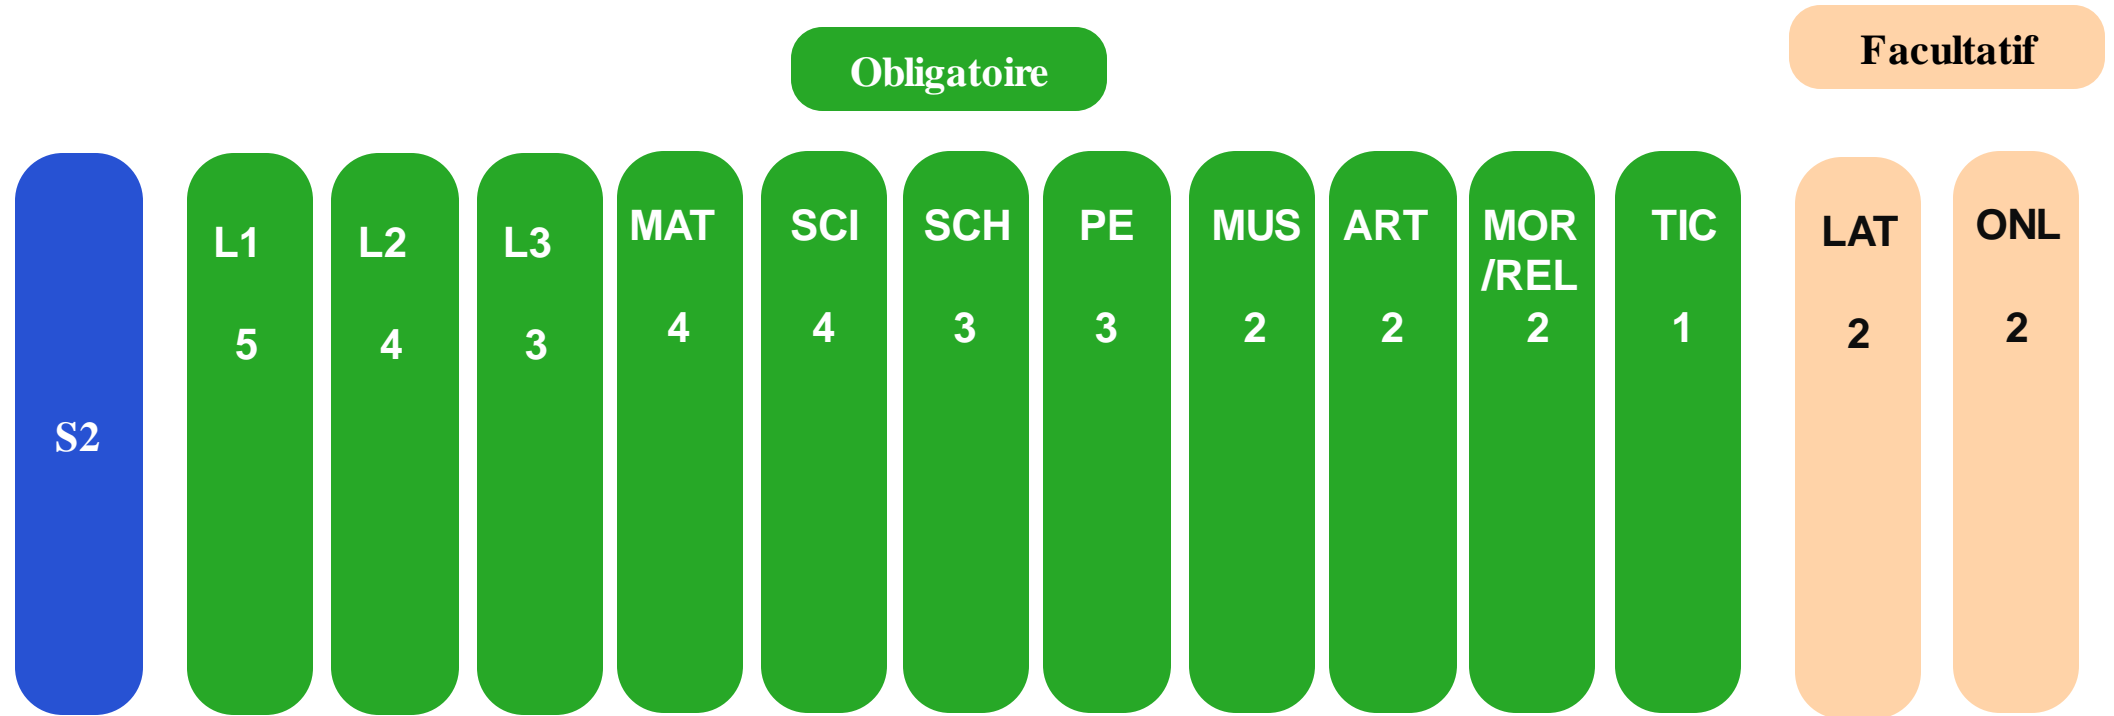 Obligatoire
Facultatif
S2
L1
5
L2
4
L3
3
MAT
4
SCI
4
SCH
3
PE
3
MUS
2
ART
2
MOR
/REL
2
TIC
1
LAT
2
ONL
2